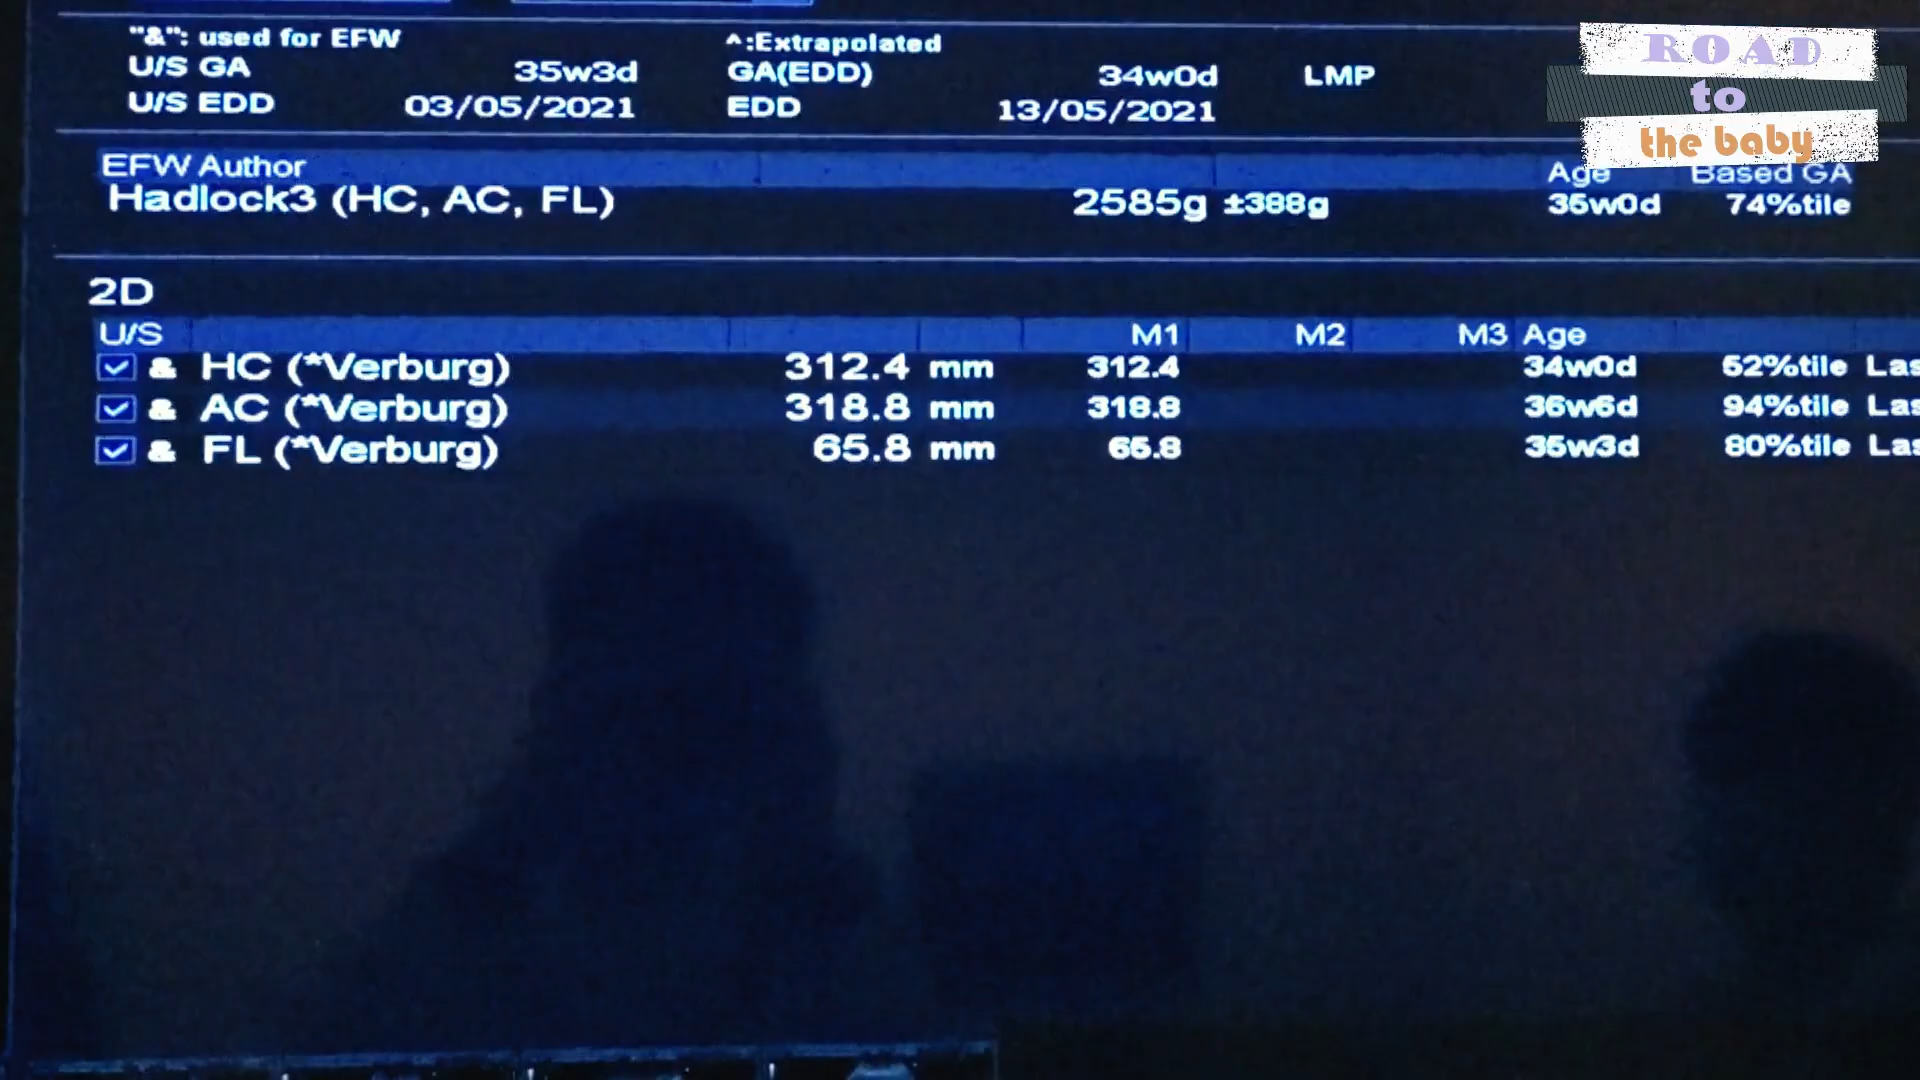 "&": used for EFW ^:Extrapolated
U/S GA 35w3d GA(EDD) 34w0d LMP
U/S EDD 03/05/2021 EDD 13/05/2021
ROAD
to
the baby
EFW Author Age Based GA
Hadlock3 (HC, AC, FL) 2585g ±388g 35w0d 74%tile
2D
U/S M1 M2 M3 Age
& HC (*Verburg) 312.4 mm 312.4 34w0d 52%tile Las
& AC (*Verburg) 318.8 mm 318.8 36w6d 94%tile Las
& FL (*Verburg) 65.8 mm 65.8 35w3d 80%tile Las